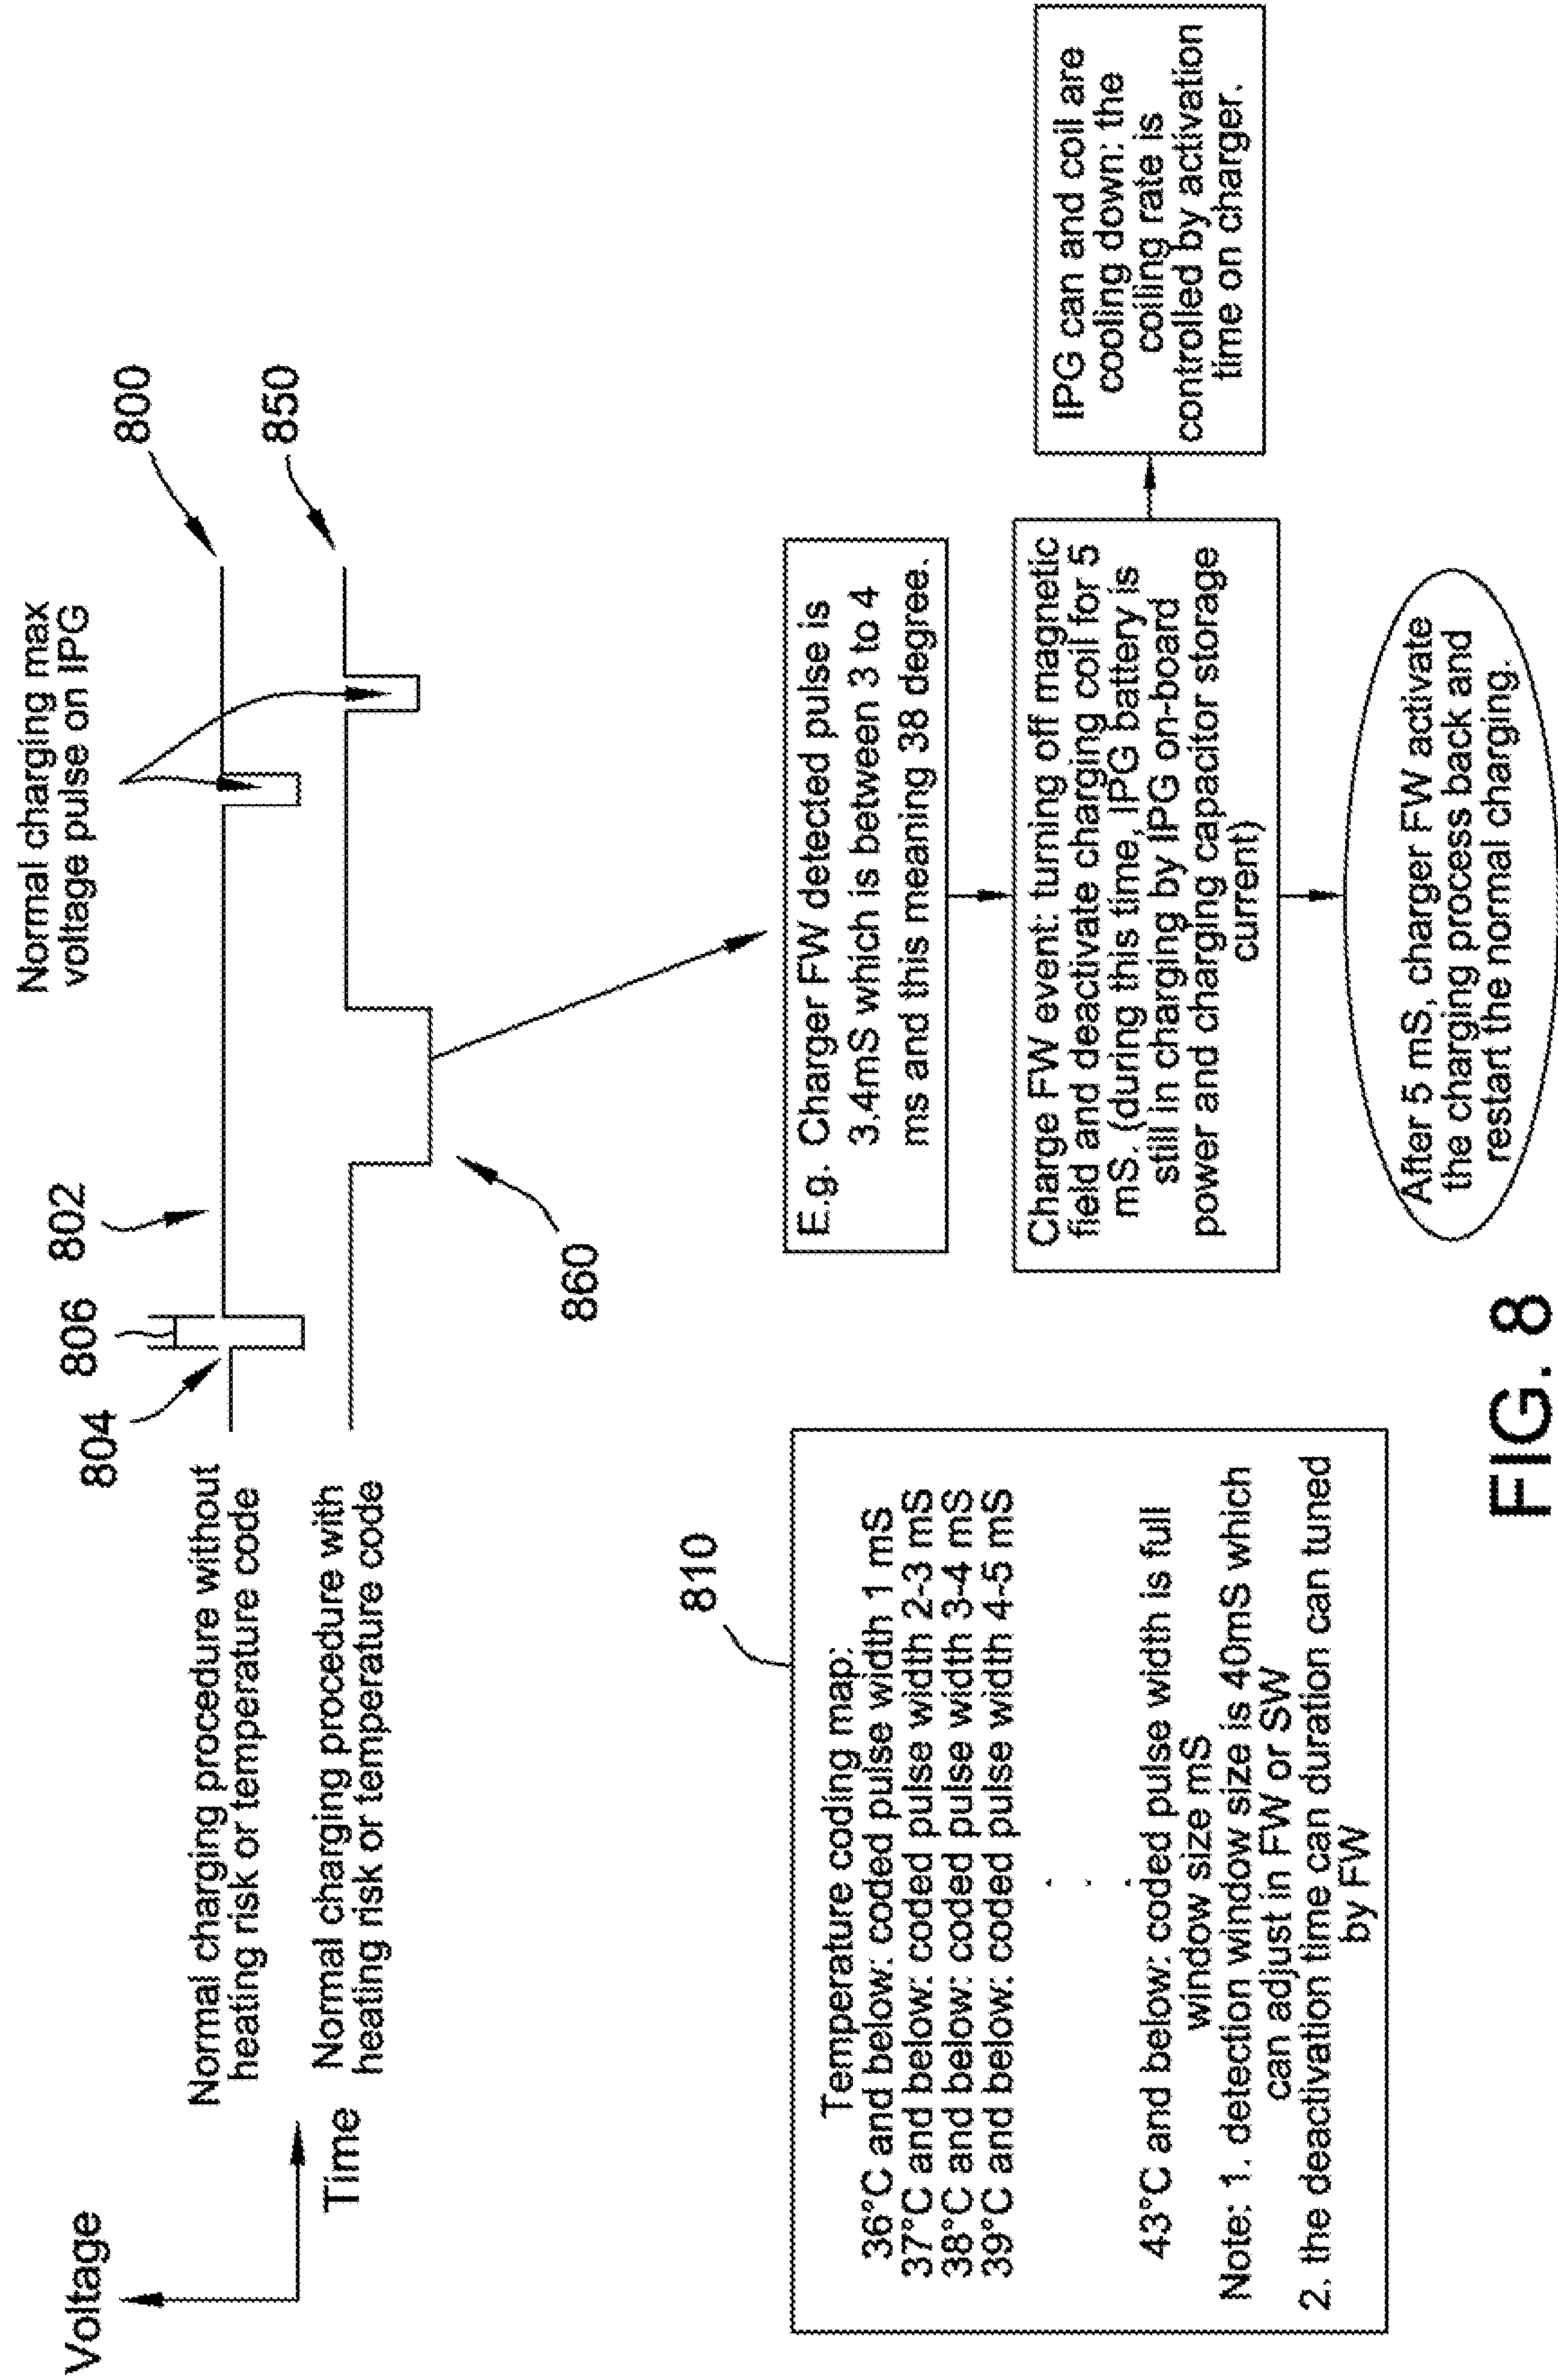 Voltage
Time
Normal charging procedure without
heating risk or temperature code
Normal charging procedure with
heating risk or temperature code
804
806
802
Normal charging max
voltage pulse on IPG
800
850
860
810
Temperature coding map:
36°C and below: coded pulse width 1 mS
37°C and below: coded pulse width 2-3 mS
38°C and below: coded pulse width 3-4 mS
39°C and below: coded pulse width 4-5 mS
. . .
43°C and below: coded pulse width is full
window size mS
Note: 1. detection window size is 40mS which
can adjust in FW or SW
2. the deactivation time can duration can tuned
by FW
E.g. Charger FW detected pulse is
3.4mS which is between 3 to 4
ms and this meaning 38 degree.
Charge FW event: turning off magnetic
field and deactivate charging coil for 5
mS. (during this time, IPG battery is
still in charging by IPG on-board
power and charging capacitor storage
current)
IPG can and coil are
cooling down: the
coiling rate is
controlled by activation
time on charger.
After 5 mS, charger FW activate
the charging process back and
restart the normal charging.
FIG. 8